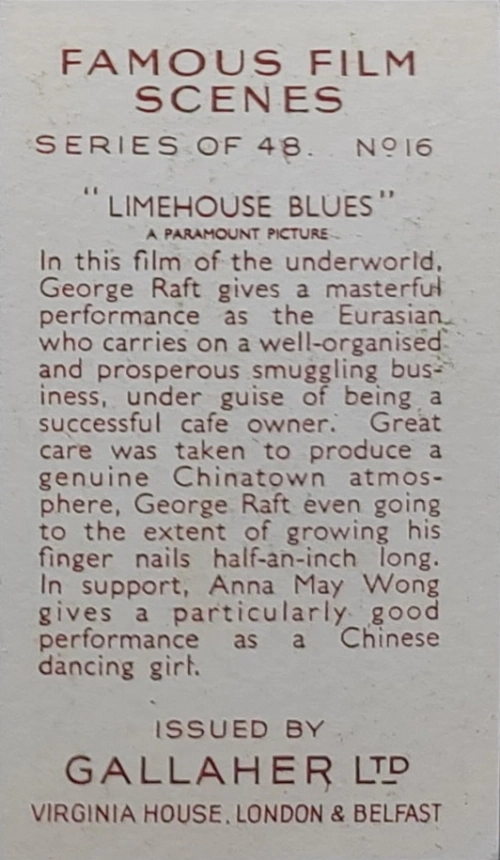 FAMOUS FILM
SCENES
SERIES OF 48. Nº 16
"LIMEHOUSE BLUES"
A PARAMOUNT PICTURE
In this film of the underworld,
George Raft gives a masterful
performance as the Eurasian
who carries on a well-organised
and prosperous smuggling bus-
iness, under guise of being a
successful cafe owner. Great
care was taken to produce a
genuine Chinatown atmos-
phere, George Raft even going
to the extent of growing his
finger nails half-an-inch long.
In support, Anna May Wong
gives a particularly good
performance as a Chinese
dancing girl.
ISSUED BY
GALLAHER LTD
VIRGINIA HOUSE, LONDON & BELFAST